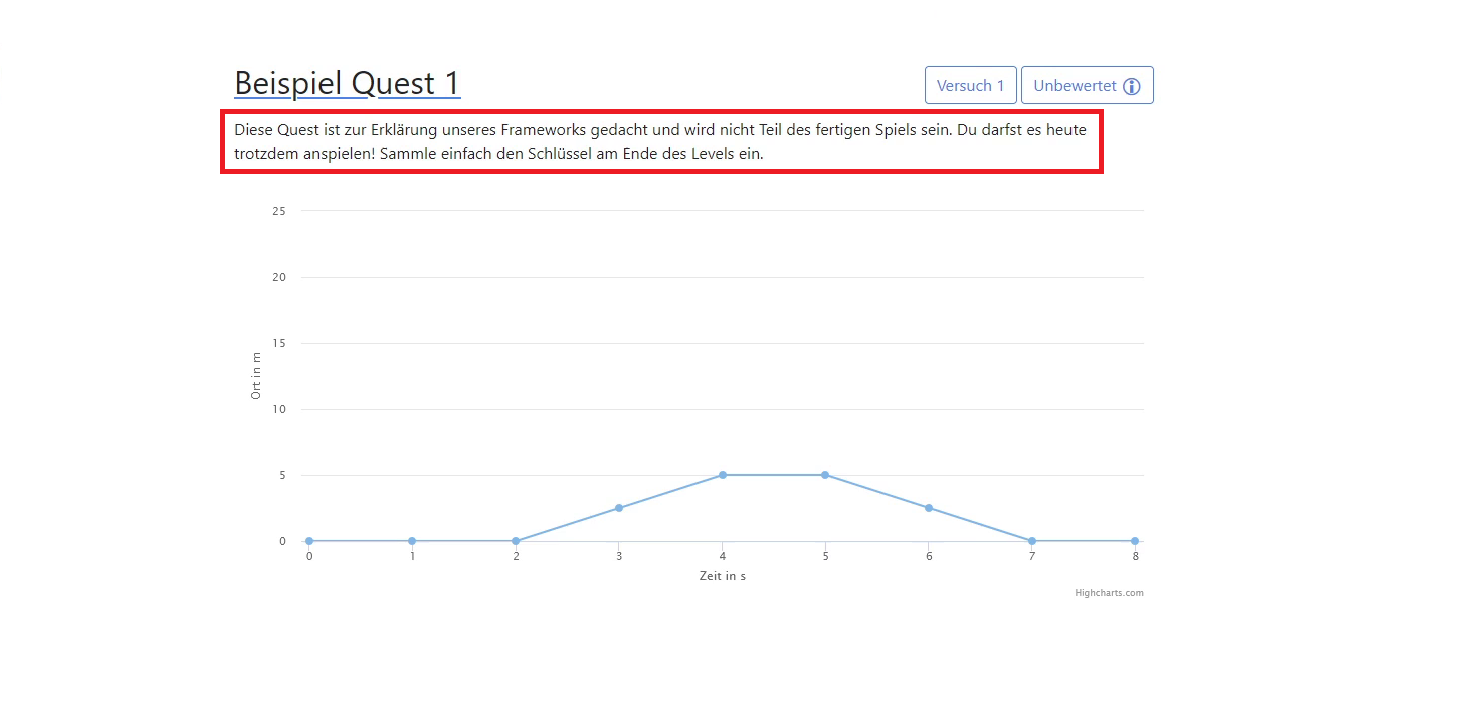 Beispiel Quest 1
Versuch 1
Unbewertet
Diese Quest ist zur Erklärung unseres Frameworks gedacht und wird nicht Teil des fertigen Spiels sein. Du darfst es heute
trotzdem anspielen! Sammle einfach den Schlüssel am Ende des Levels ein.
25
20
15
10
5
0
Ort in m
0 1 2 3 4 5 6 7 8
Zeit in s
Highcharts.com